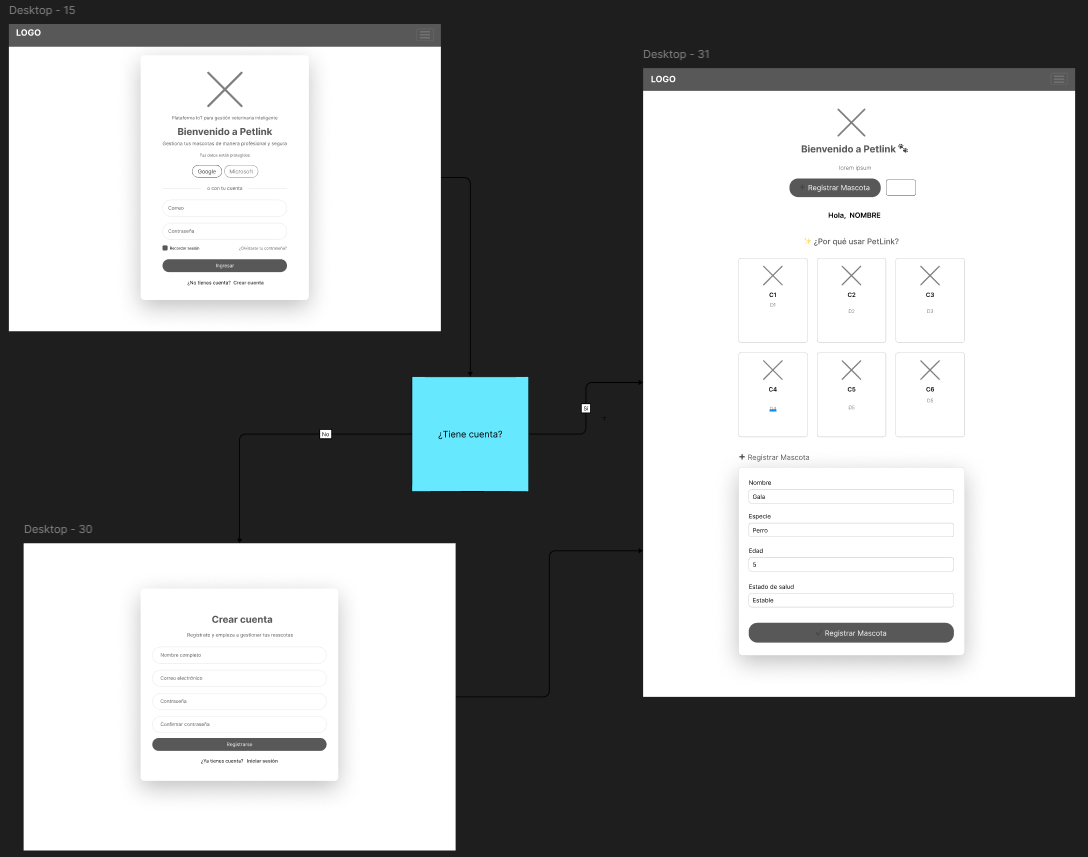 Desktop - 15
LOGO
Plataforma IoT para gestión veterinaria inteligente
Bienvenido a Petlink
Gestiona tus mascotas de manera profesional y segura
Tus datos están protegidos
Google
Microsoft
o con tu cuenta
Correo
Contraseña
Recordar sesión
¿Olvidaste tu contraseña?
Ingresar
¿No tienes cuenta? Crear cuenta
¿Tiene cuenta?
No
Si
Desktop - 30
Crear cuenta
Regístrate y empieza a gestionar tus mascotas
Nombre completo
Correo electrónico
Contraseña
Confirmar contraseña
Registrarse
¿Ya tienes cuenta? Iniciar sesión
Desktop - 31
LOGO
Bienvenido a Petlink 🐾
lorem ipsum
Registrar Mascota
Hola, NOMBRE
✨ ¿Por qué usar PetLink?
C1
D1
C2
D2
C3
D3
C4
D4
C5
D5
C6
D6
+ Registrar Mascota
Nombre
Gala
Especie
Perro
Edad
5
Estado de salud
Estable
Registrar Mascota